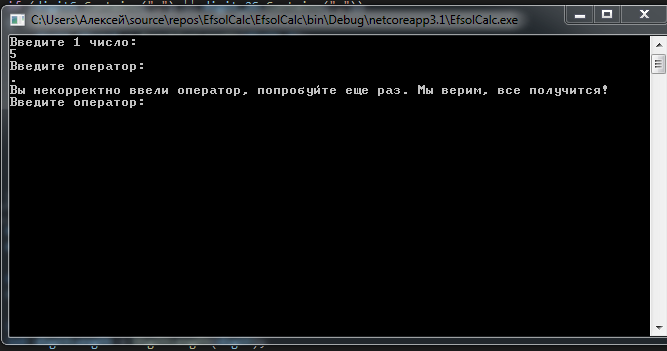 C:\Users\Алексей\source\repos\EfsolCalc\EfsolCalc\bin\Debug\netcoreapp3.1\EfsolCalc.exe
Введите 1 число:
5
Введите оператор:
.
Вы некорректно ввели оператор, попробуйте еще раз. Мы верим, все получится!
Введите оператор: